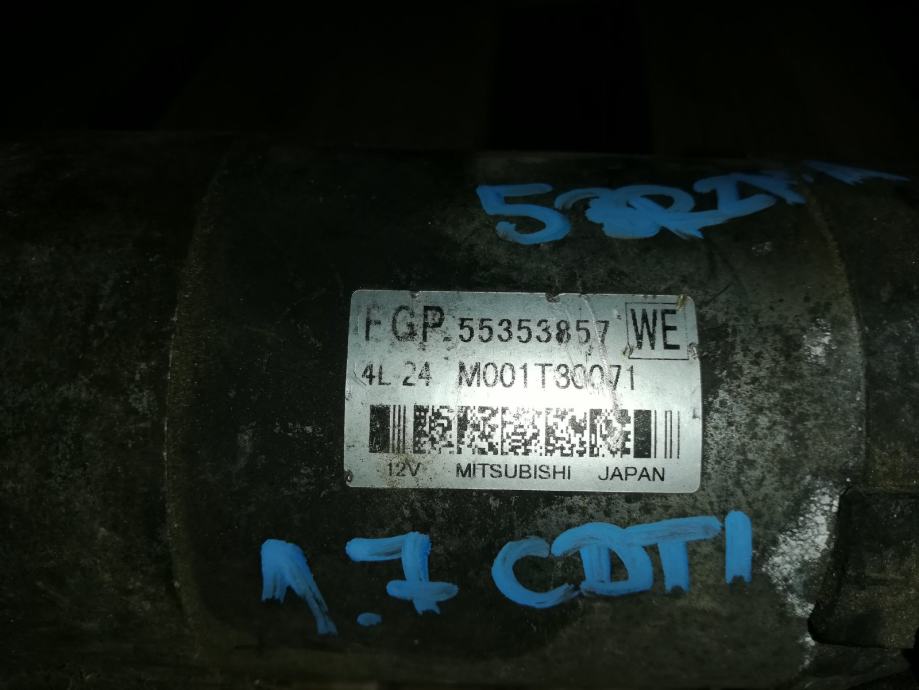 FGP. 55353857 WE
4L 24 M001T30071
12V MITSUBISHI JAPAN
1.7 CDTI